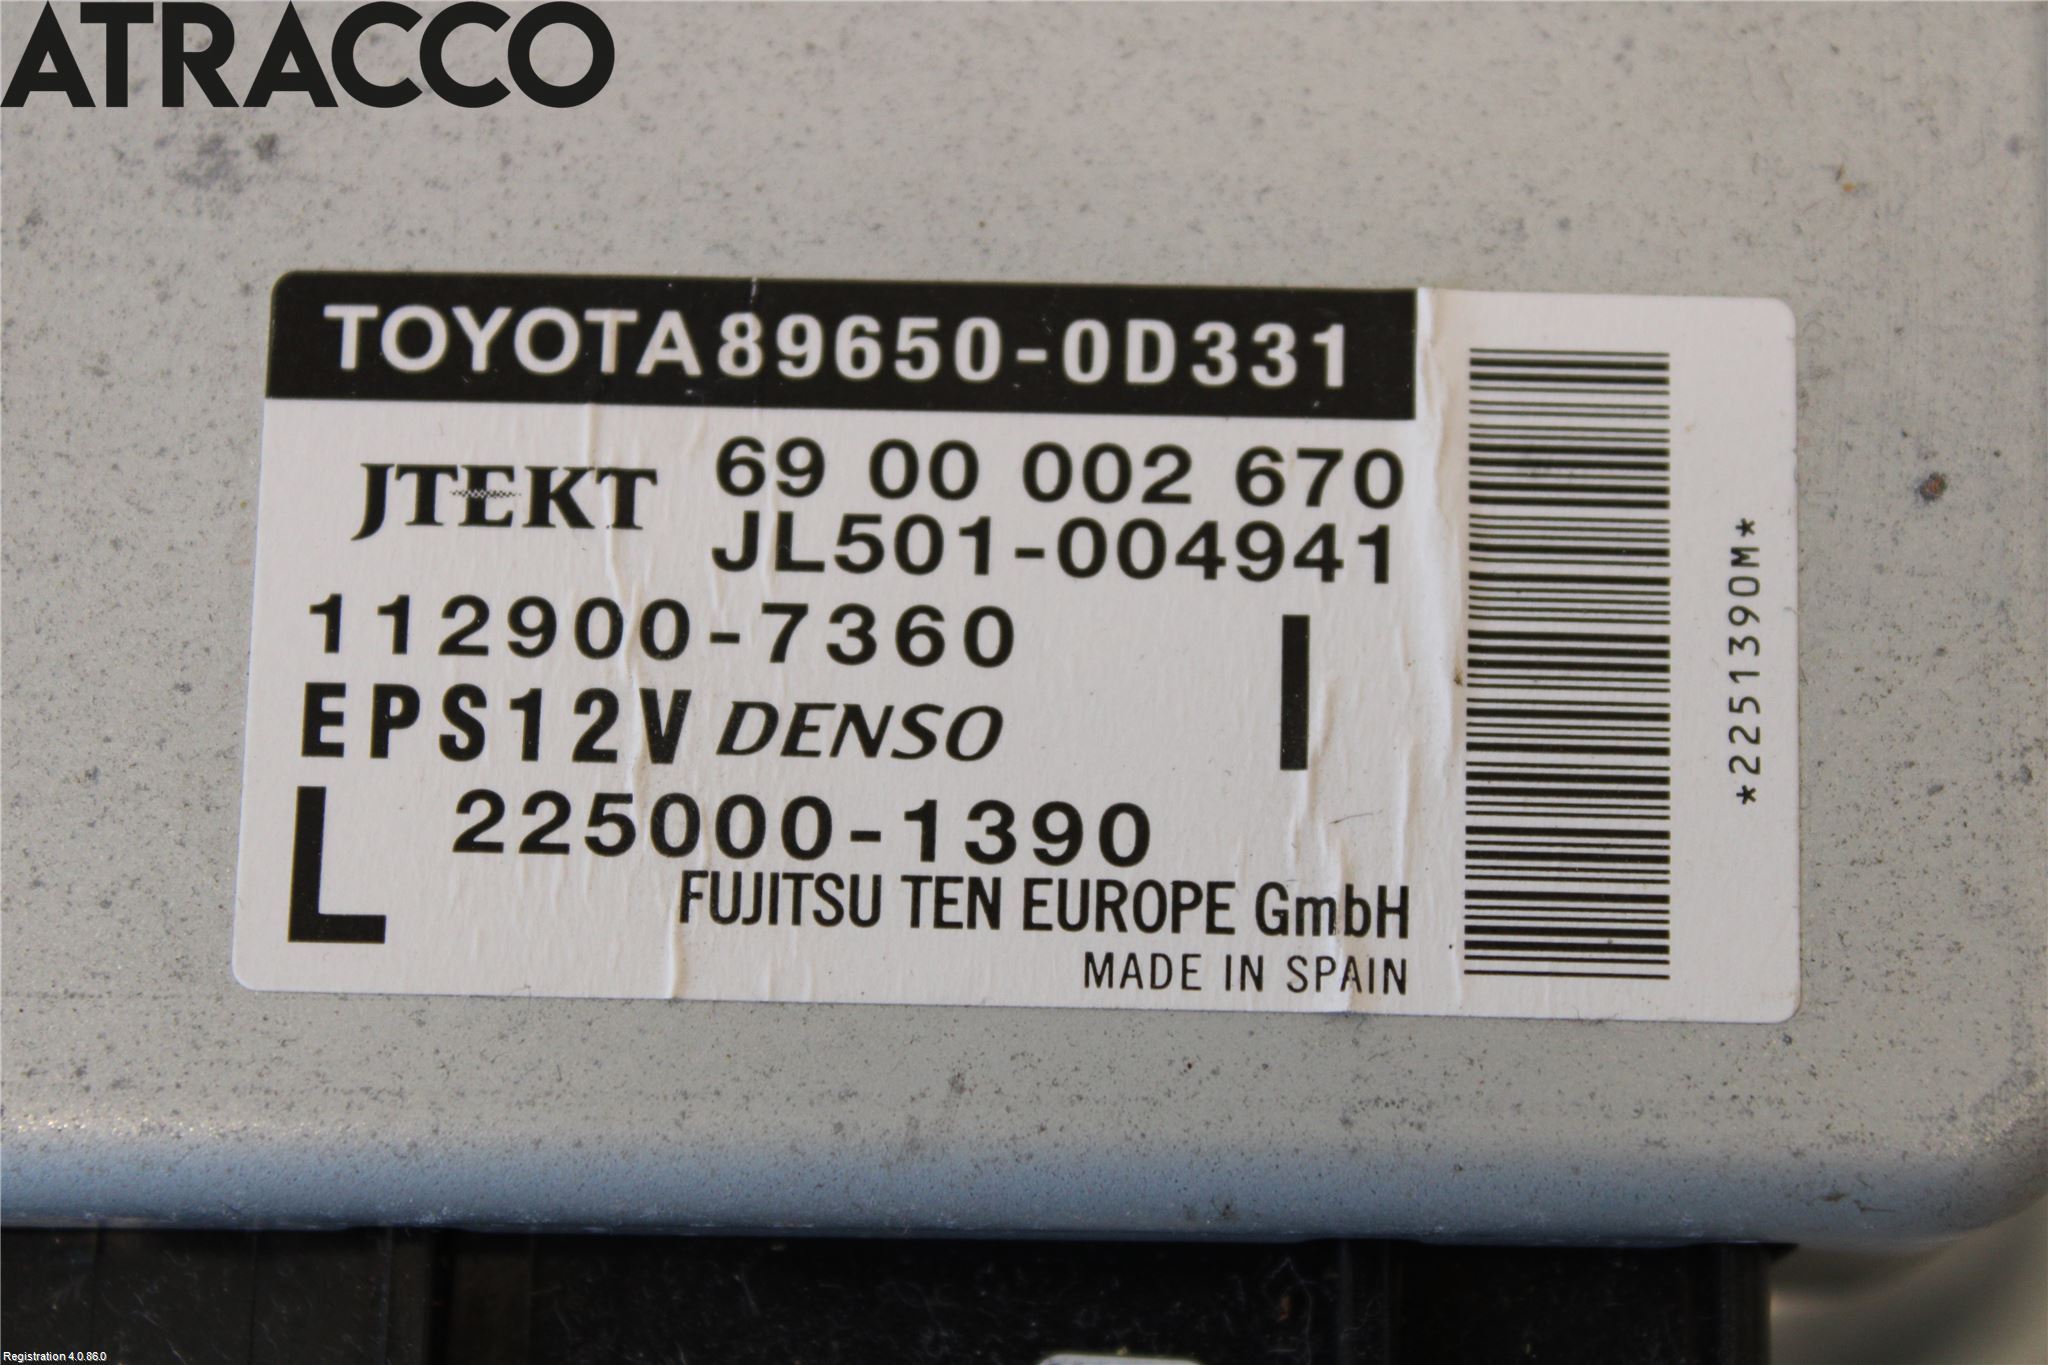 ATRACCO
TOYOTA 89650-0D331
JTEKT 69 00 002 670
JL501-004941
112900-7360
I
EPS12V DENSO
L 225000-1390
FUJITSU TEN EUROPE GmbH
MADE IN SPAIN
*2251390M*
Registration 4.0.86.0